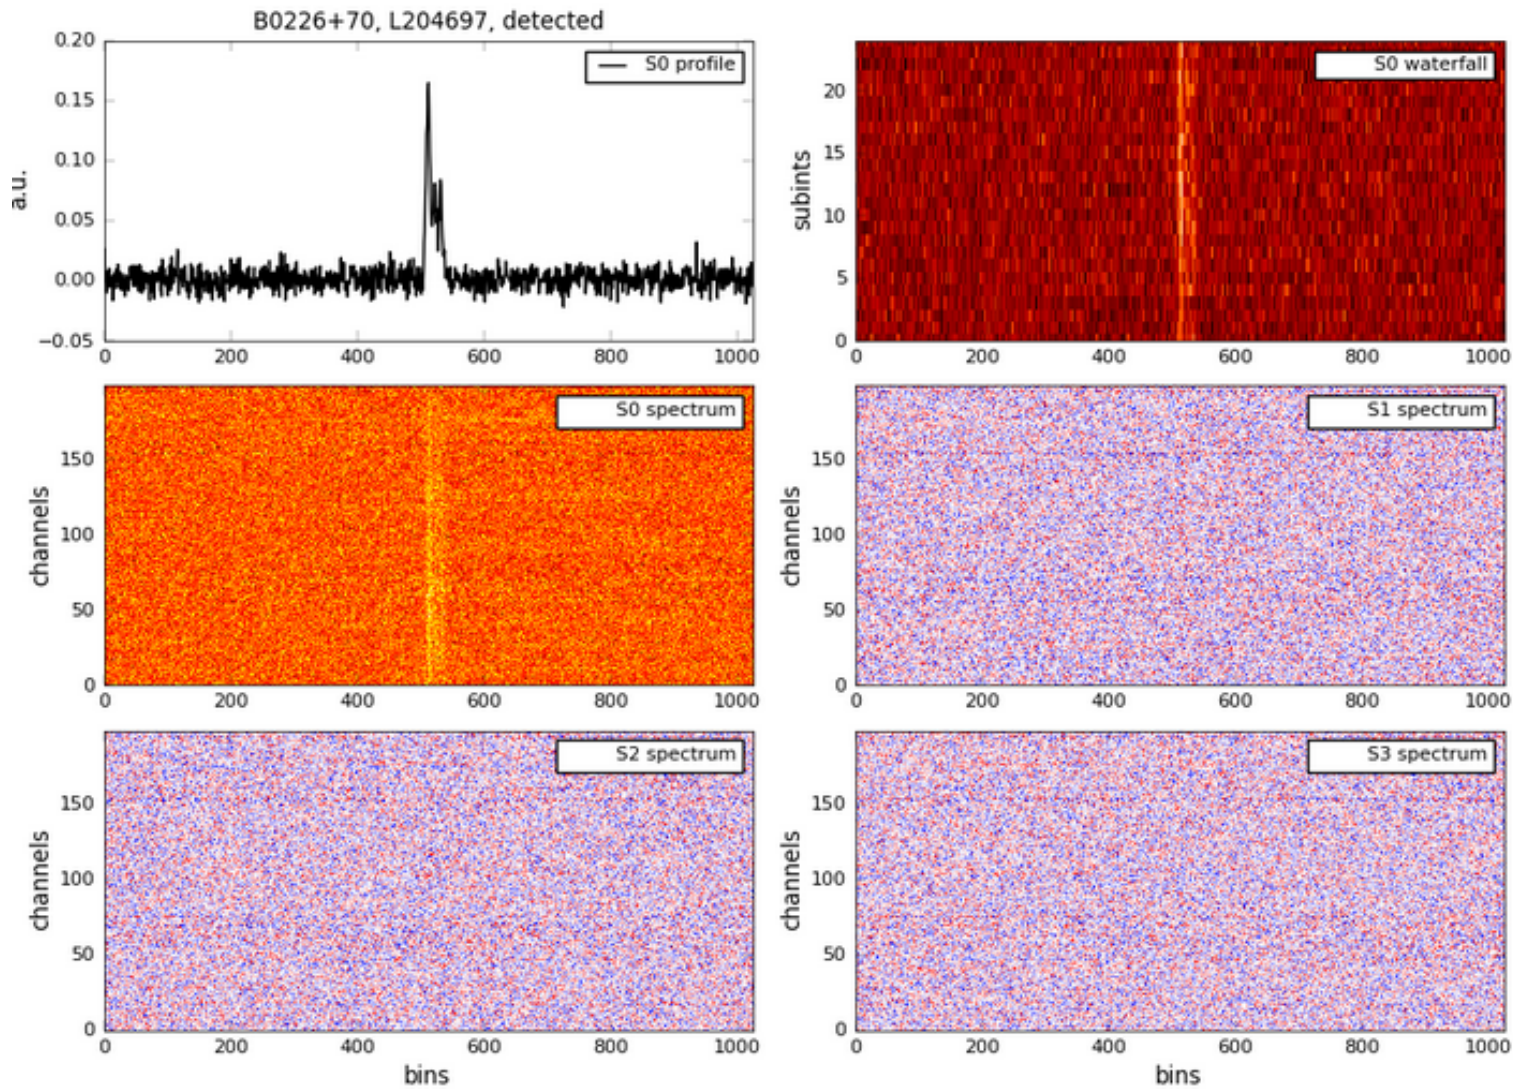 B0226+70, L204697, detected
S0 profile
a.u.
0.20
0.15
0.10
0.05
0.00
−0.05
0 200 400 600 800 1000
S0 waterfall
subints
20
15
10
5
0
0 200 400 600 800 1000
S0 spectrum
channels
150
100
50
0
0 200 400 600 800 1000
S1 spectrum
channels
150
100
50
0
0 200 400 600 800 1000
S2 spectrum
channels
150
100
50
0
0 200 400 600 800 1000
bins
S3 spectrum
channels
150
100
50
0
0 200 400 600 800 1000
bins